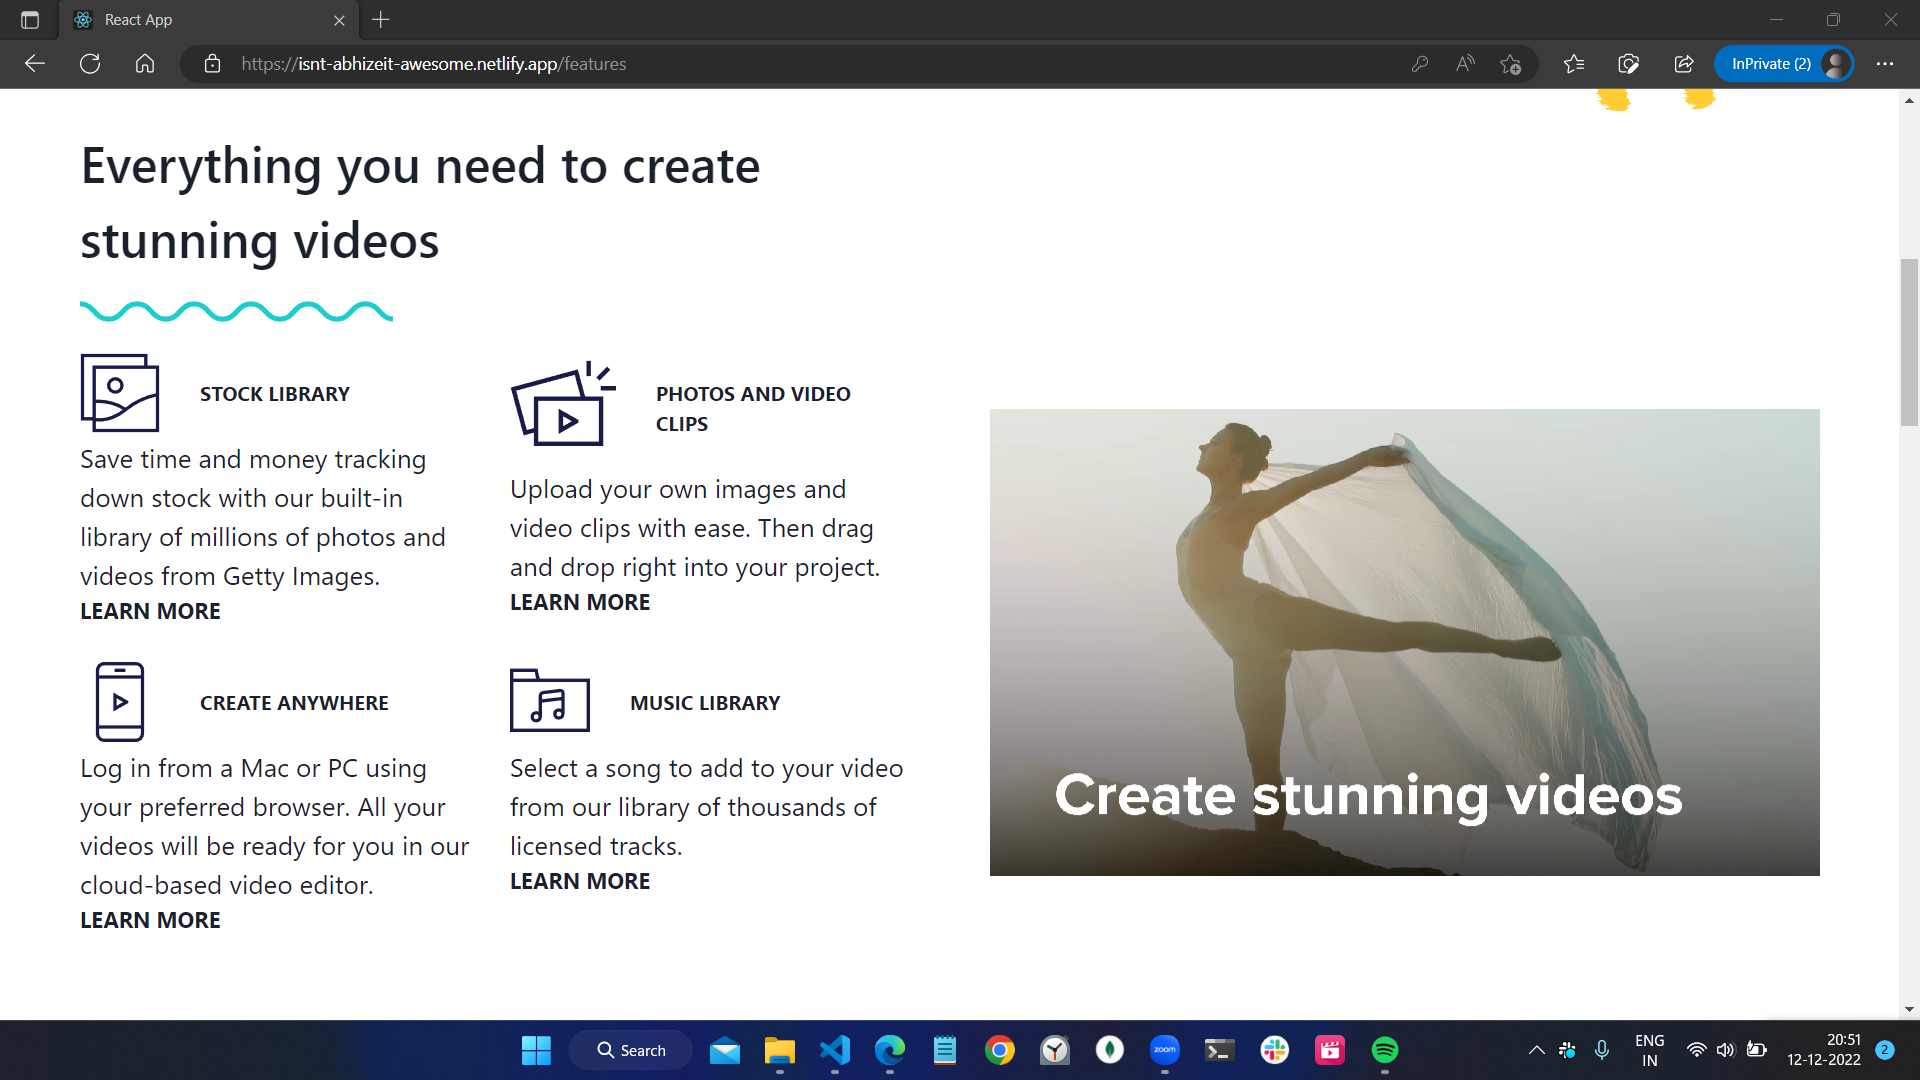 React App
https://isnt-abhizeit-awesome.netlify.app/features
InPrivate (2)
Everything you need to create
stunning videos
STOCK LIBRARY
Save time and money tracking
down stock with our built-in
library of millions of photos and
videos from Getty Images.
LEARN MORE
PHOTOS AND VIDEO
CLIPS
Upload your own images and
video clips with ease. Then drag
and drop right into your project.
LEARN MORE
CREATE ANYWHERE
Log in from a Mac or PC using
your preferred browser. All your
videos will be ready for you in our
cloud-based video editor.
LEARN MORE
MUSIC LIBRARY
Select a song to add to your video
from our library of thousands of
licensed tracks.
LEARN MORE
Create stunning videos
Search
zoom
ENG
IN
20:51
12-12-2022
2